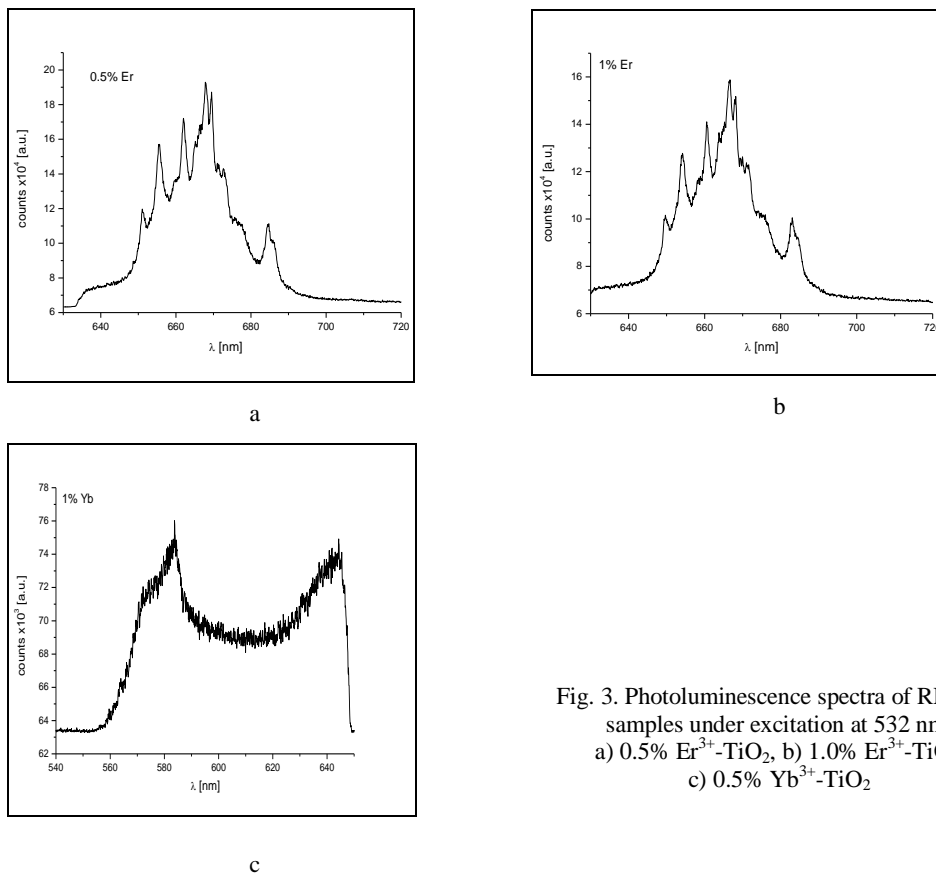 0.5% Er
20
18
16
14
12
10
8
6
counts x10⁴ [a.u.]
640 660 680 700 720
λ [nm]
a
1% Er
16
14
12
10
8
6
counts x10⁴ [a.u.]
640 660 680 700 720
λ [nm]
b
1% Yb
78
76
74
72
70
68
66
64
62
counts x10³ [a.u.]
540 560 580 600 620 640
λ [nm]
c
Fig. 3. Photoluminescence spectra of
samples under excitation at 532 nm
a) 0.5% Er³⁺-TiO₂, b) 1.0% Er³⁺-
c) 0.5% Yb³⁺-TiO₂